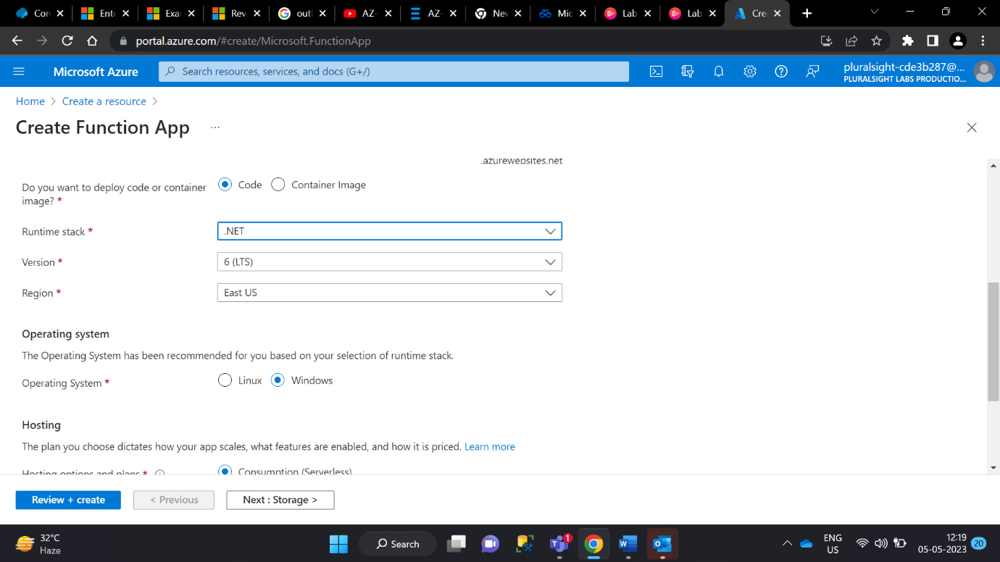 Con
Ente
Exar
Rev
outl
AZ-
AZ-
Nev
Mic
Lab
Lab
Cre
portal.azure.com/#create/Microsoft.FunctionApp
Microsoft Azure
Search resources, services, and docs (G+/)
pluralsight-cde3b287@...
PLURALSIGHT LABS PRODUCTIO...
Home > Create a resource >
Create Function App ...
.azurewebsites.net
Do you want to deploy code or container
image? *
Code
Container Image
Runtime stack *
.NET
Version *
6 (LTS)
Region *
East US
Operating system
The Operating System has been recommended for you based on your selection of runtime stack.
Operating System *
Linux
Windows
Hosting
The plan you choose dictates how your app scales, what features are enabled, and how it is priced. Learn more
Hosting options and plans *
Consumption (Serverless)
Review + create
< Previous
Next : Storage >
32°C
Haze
Search
1
ENG
US
12:19
05-05-2023
20